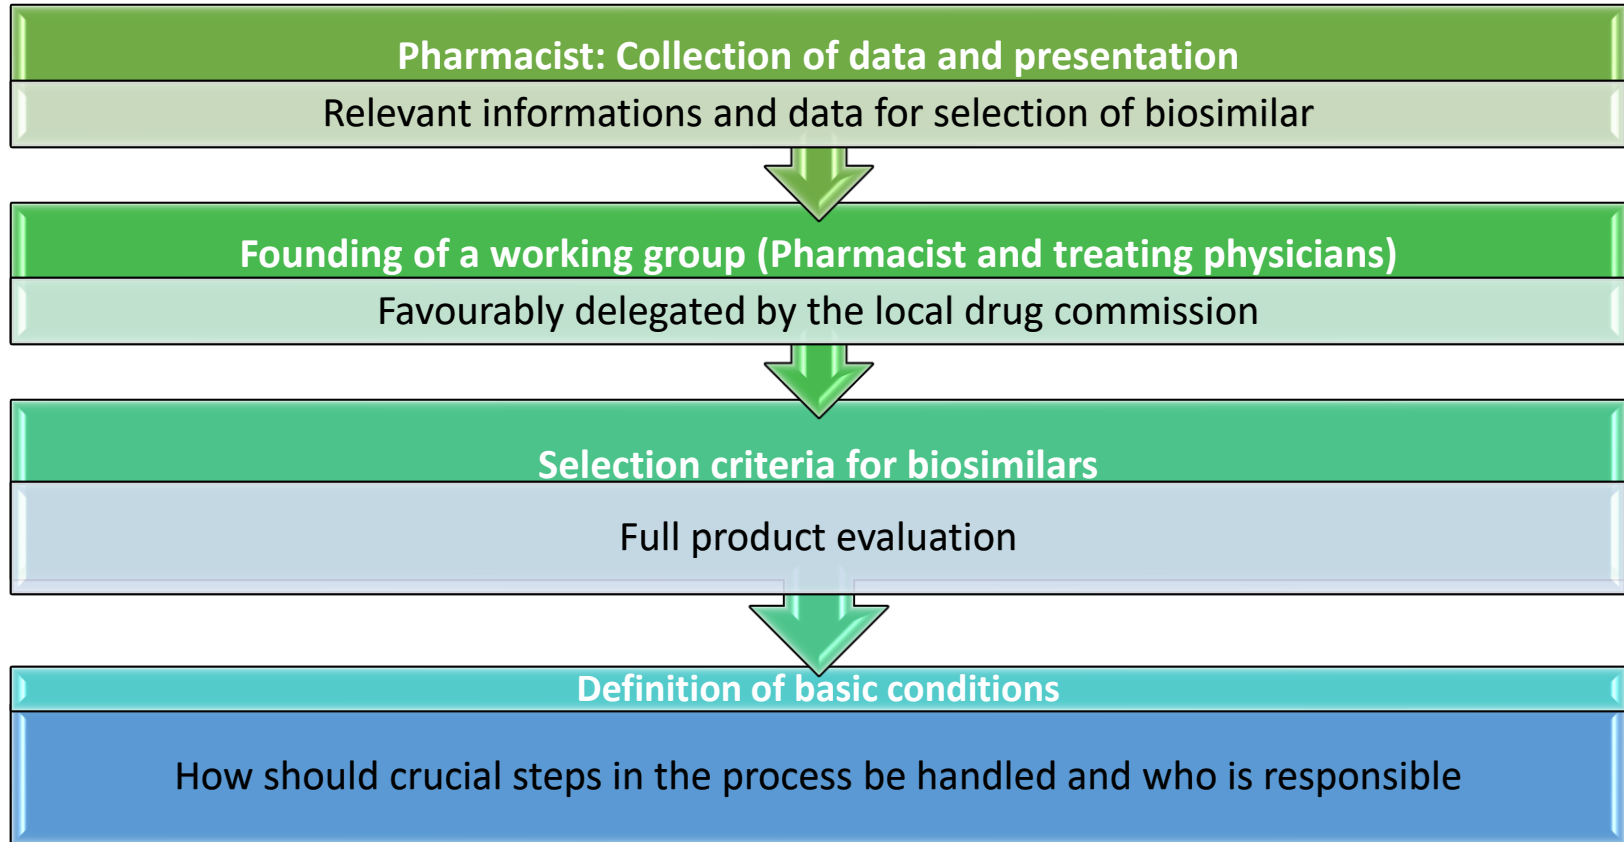 Pharmacist: Collection of data and presentation
Relevant informations and data for selection of biosimilar
Founding of a working group (Pharmacist and treating physicians)
Favourably delegated by the local drug commission
Selection criteria for biosimilars
Full product evaluation
Definition of basic conditions
How should crucial steps in the process be handled and who is responsible